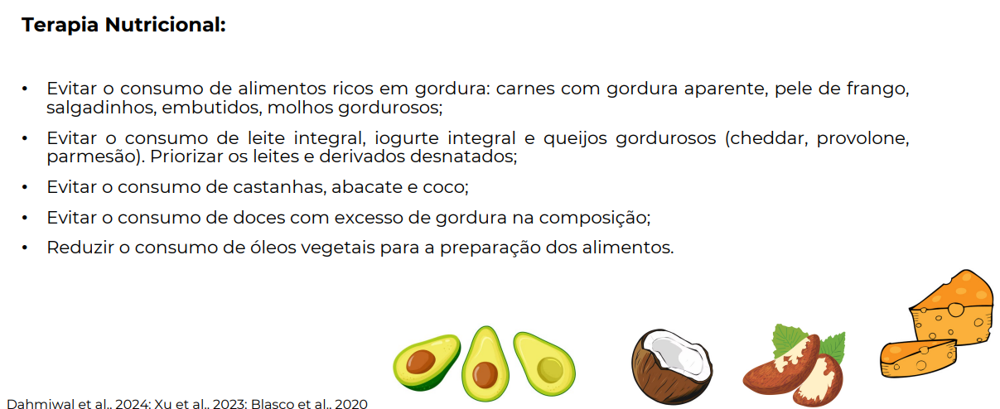 Terapia Nutricional:
• Evitar o consumo de alimentos ricos em gordura: carnes com gordura aparente, pele de frango,
salgadinhos, embutidos, molhos gordurosos;
• Evitar o consumo de leite integral, iogurte integral e queijos gordurosos (cheddar, provolone,
parmesão). Priorizar os leites e derivados desnatados;
• Evitar o consumo de castanhas, abacate e coco;
• Evitar o consumo de doces com excesso de gordura na composição;
• Reduzir o consumo de óleos vegetais para a preparação dos alimentos.
Dahmiwal et al.. 2024: Xu et al.. 2023: Blasco et al.. 2020